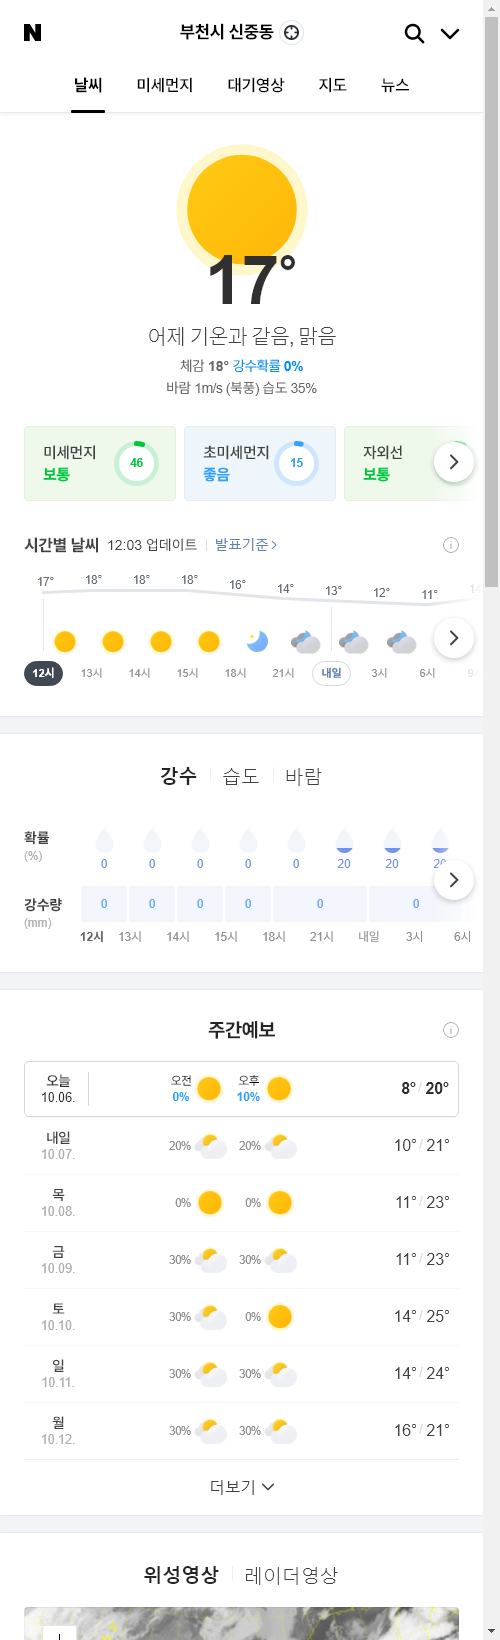 N 부천시 신중동
날씨 미세먼지 대기영상 지도 뉴스
17°
어제 기온과 같음, 맑음
체감 18° 강수확률 0%
바람 1m/s (북풍) 습도 35%
미세먼지 보통 46
초미세먼지 좋음 15
자외선 보통
시간별 날씨 12:03 업데이트 발표기준
17° 18° 18° 18° 16° 14° 13° 12° 11° 14
12시 13시 14시 15시 18시 21시 내일 3시 6시 9
강수 습도 바람
확률 (%)
0 0 0 0 0 20 20 20
강수량 (mm)
0 0 0 0 0 0
12시 13시 14시 15시 18시 21시 내일 3시 6시
주간예보
오늘 10.06. 오전 0% 오후 10% 8° / 20°
내일 10.07. 20% 20% 10° / 21°
목 10.08. 0% 0% 11° / 23°
금 10.09. 30% 30% 11° / 23°
토 10.10. 30% 0% 14° / 25°
일 10.11. 30% 30% 14° / 24°
월 10.12. 30% 30% 16° / 21°
더보기
위성영상 레이더영상